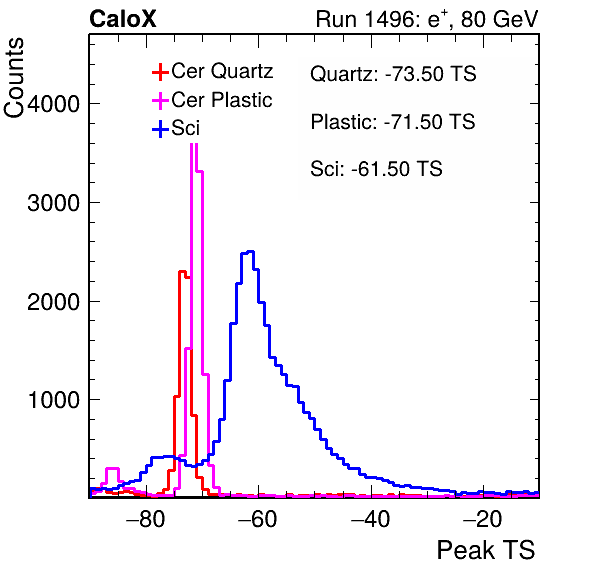 CaloX Run 1496: e⁺, 80 GeV
Counts
Cer Quartz
Cer Plastic
Sci
Quartz: -73.50 TS
Plastic: -71.50 TS
Sci: -61.50 TS
4000
3000
2000
1000
−80 −60 −40 −20
Peak TS